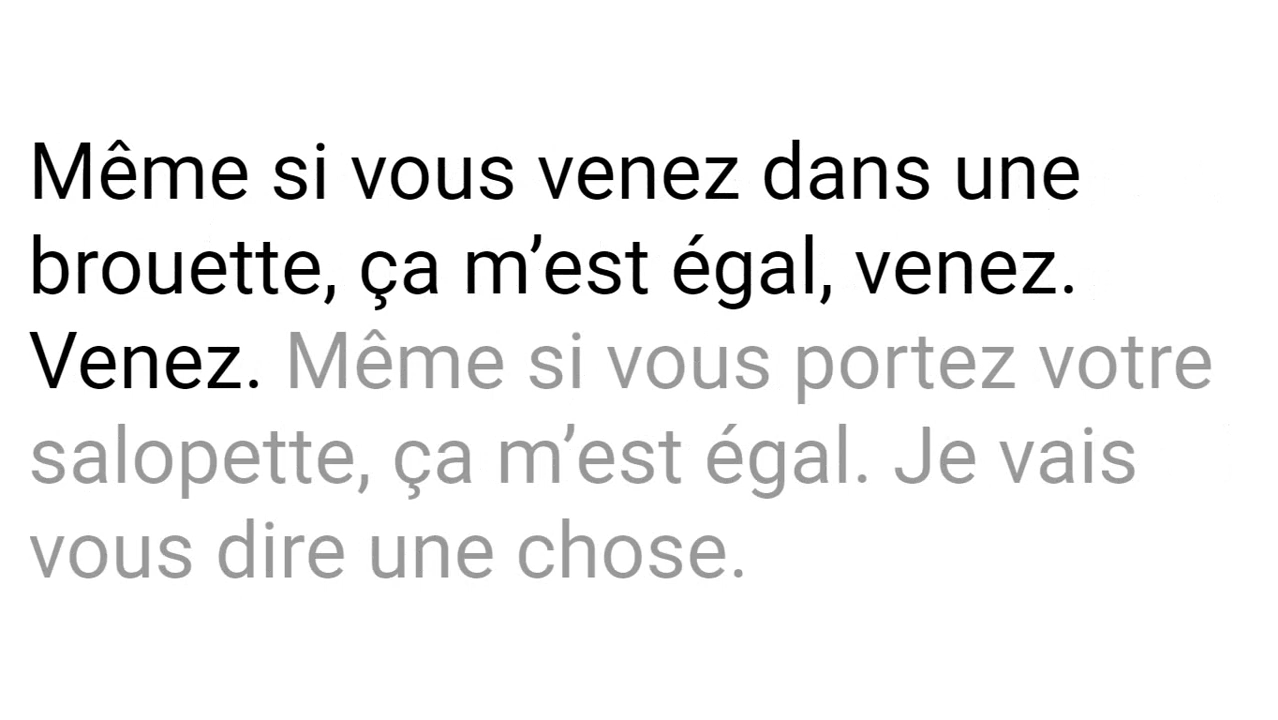 Même si vous venez dans une
brouette, ça m’est égal, venez.
Venez. Même si vous portez votre
salopette, ça m’est égal. Je vais
vous dire une chose.